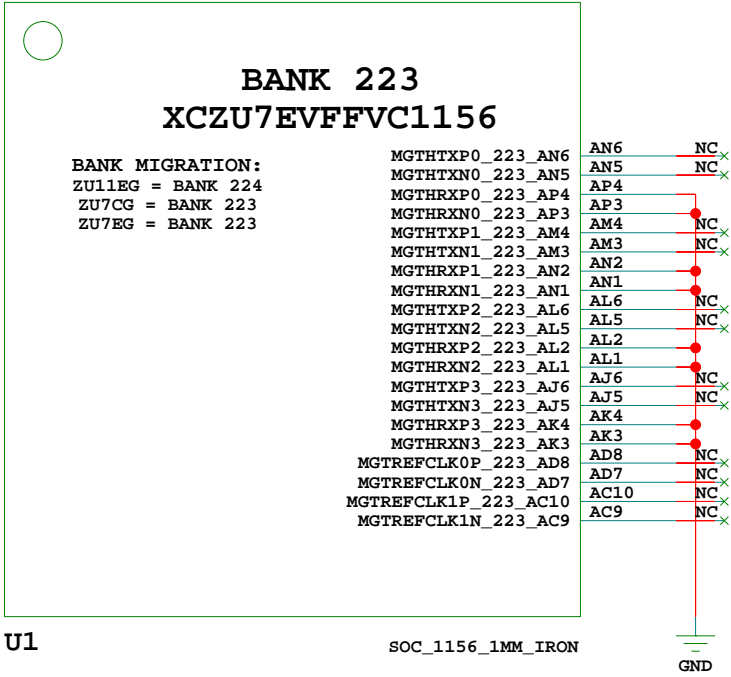 BANK 223
XCZU7EVFFVC1156
BANK MIGRATION:
ZU11EG = BANK 224
ZU7CG = BANK 223
ZU7EG = BANK 223
MGTHTXP0_223_AN6 AN6 NC
MGTHTXN0_223_AN5 AN5 NC
MGTHRXP0_223_AP4 AP4
MGTHRXN0_223_AP3 AP3
MGTHTXP1_223_AM4 AM4 NC
MGTHTXN1_223_AM3 AM3 NC
MGTHRXP1_223_AN2 AN2
MGTHRXN1_223_AN1 AN1
MGTHTXP2_223_AL6 AL6 NC
MGTHTXN2_223_AL5 AL5 NC
MGTHRXP2_223_AL2 AL2
MGTHRXN2_223_AL1 AL1
MGTHTXP3_223_AJ6 AJ6 NC
MGTHTXN3_223_AJ5 AJ5 NC
MGTHRXP3_223_AK4 AK4
MGTHRXN3_223_AK3 AK3
MGTREFCLK0P_223_AD8 AD8 NC
MGTREFCLK0N_223_AD7 AD7 NC
MGTREFCLK1P_223_AC10 AC10 NC
MGTREFCLK1N_223_AC9 AC9 NC
U1
SOC_1156_1MM_IRON
GND